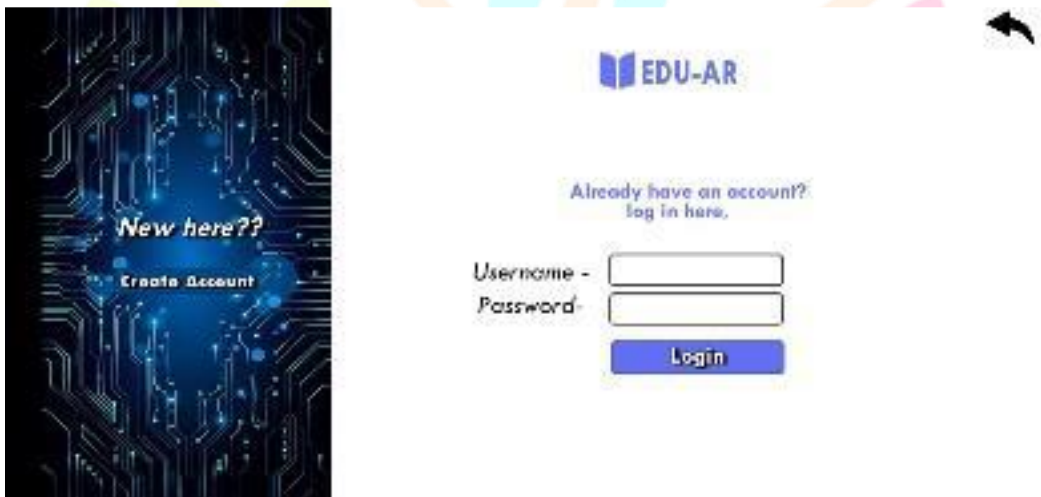 EDU-AR
Already have an account?
log in here,
New here??
Create Account
Username -
Password-
Login